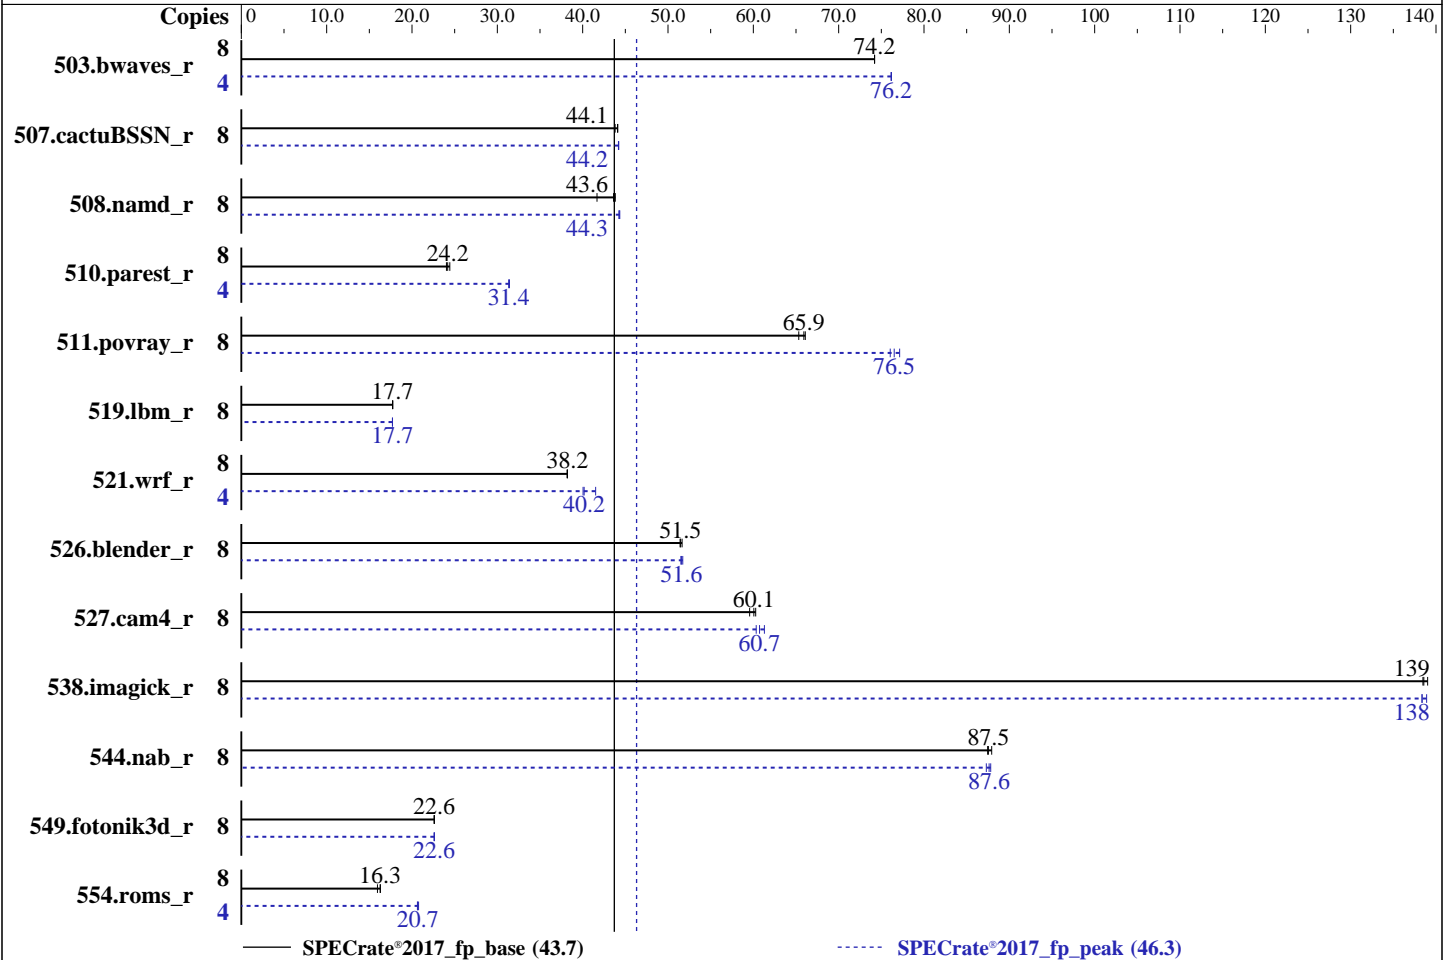 Copies 0 10.0 20.0 30.0 40.0 50.0 60.0 70.0 80.0 90.0 100 110 120 130 140
503.bwaves_r 8 74.2
4 76.2
507.cactuBSSN_r 8 44.1
44.2
508.namd_r 8 43.6
44.3
510.parest_r 8 24.2
4 31.4
511.povray_r 8 65.9
76.5
519.lbm_r 8 17.7
17.7
521.wrf_r 8 38.2
4 40.2
526.blender_r 8 51.5
51.6
527.cam4_r 8 60.1
60.7
538.imagick_r 8 139
138
544.nab_r 8 87.5
87.6
549.fotonik3d_r 8 22.6
22.6
554.roms_r 8 16.3
4 20.7
SPECrate®2017_fp_base (43.7) SPECrate®2017_fp_peak (46.3)